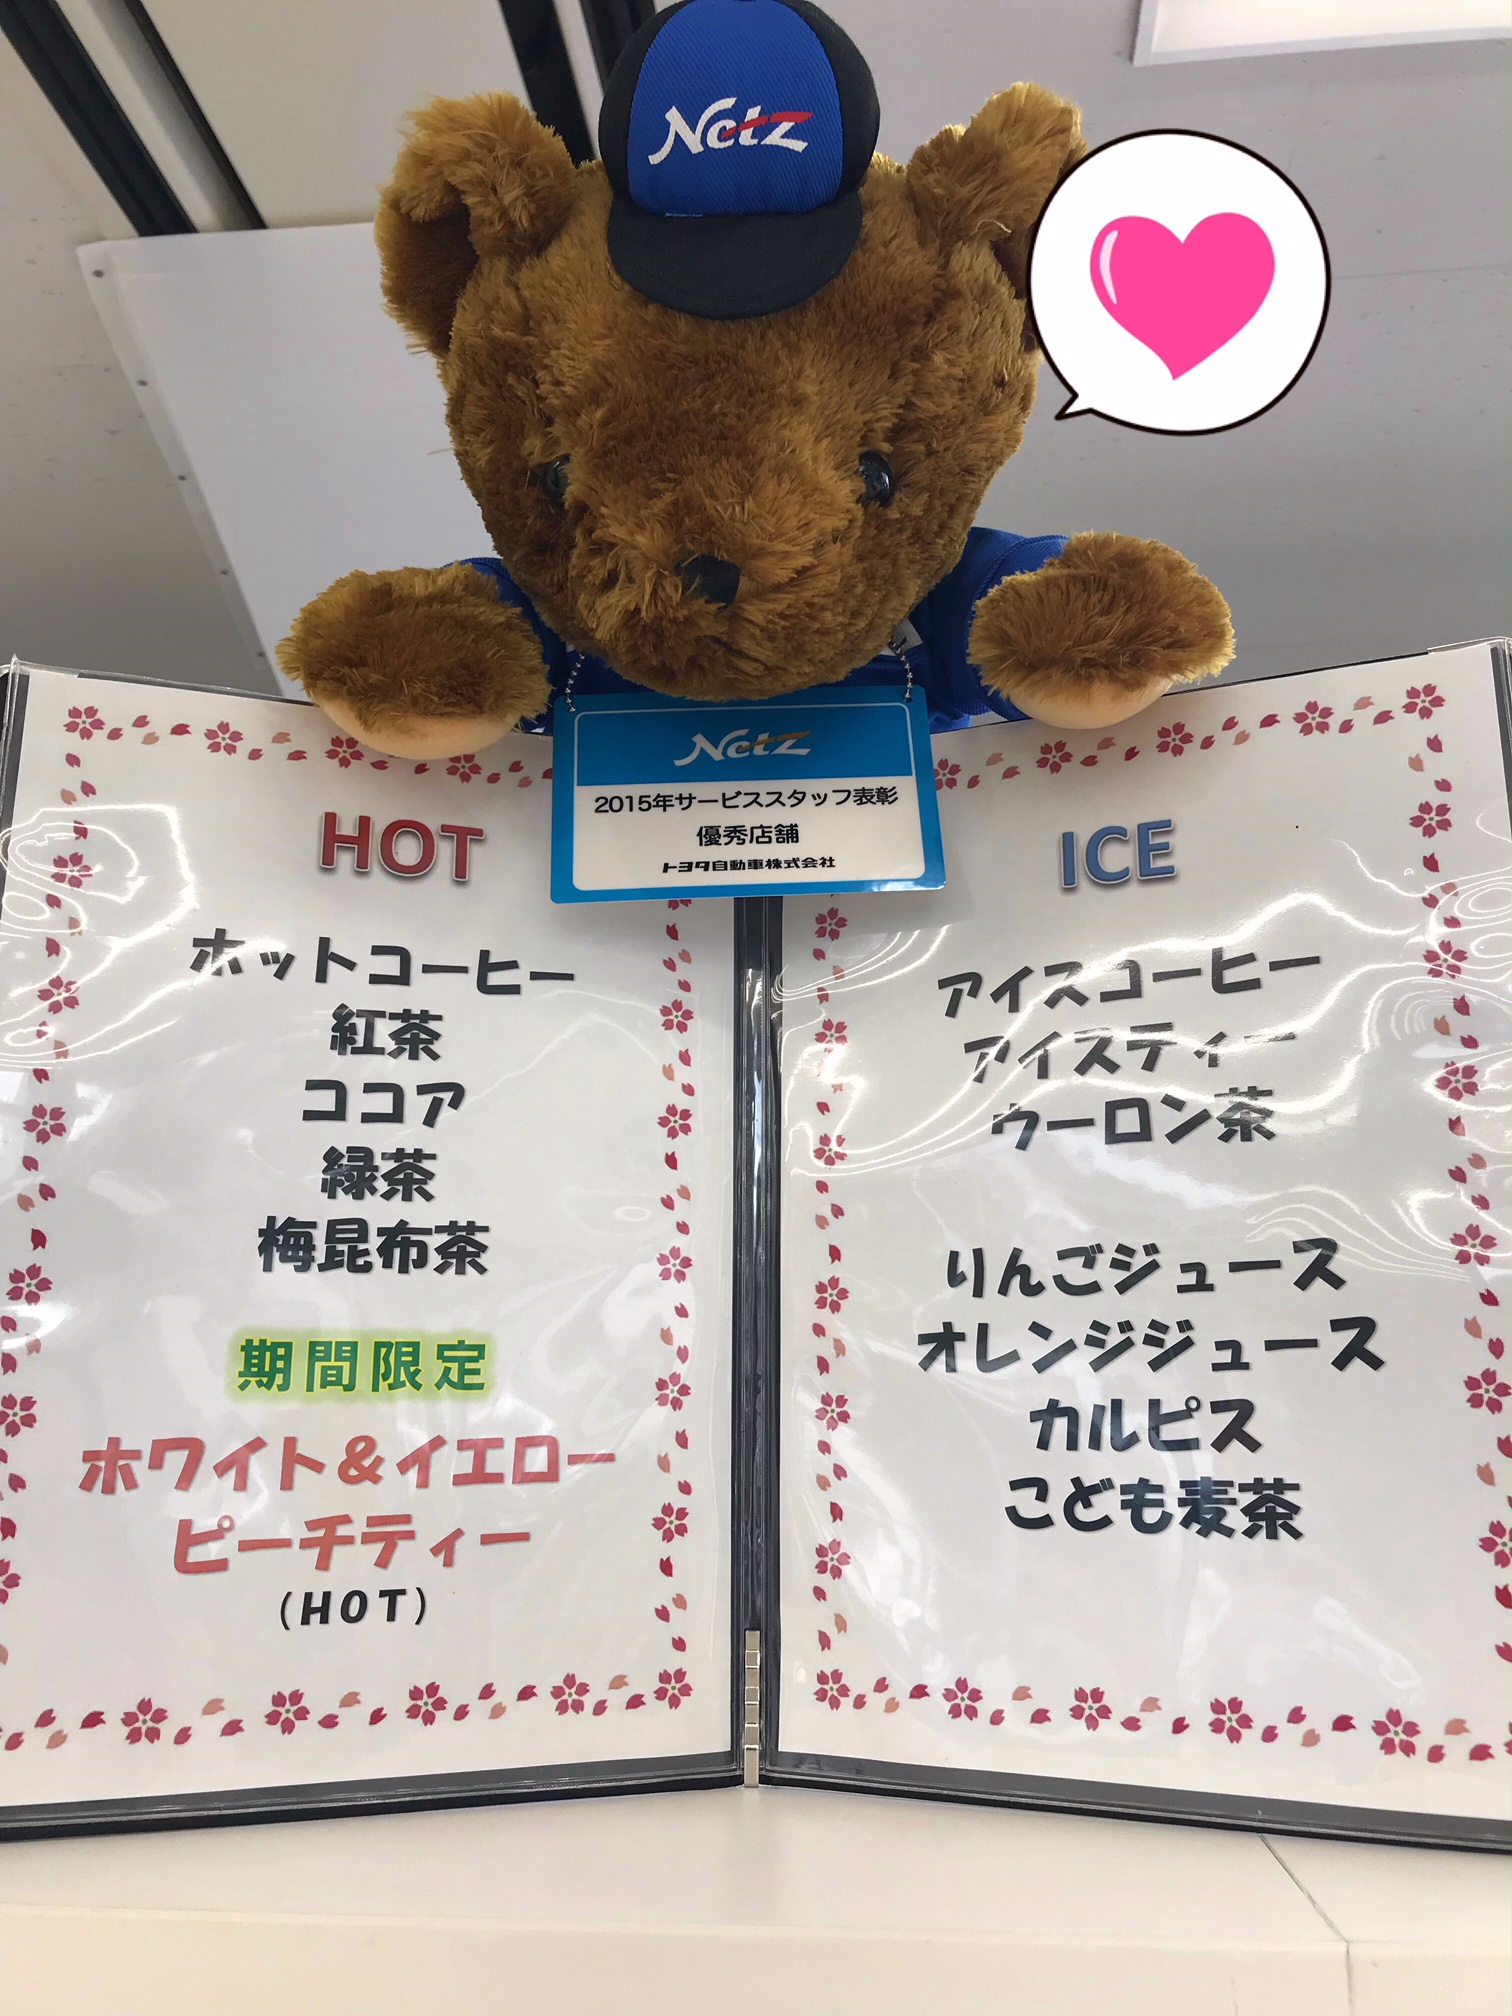 Netz
Netz
2015年サービススタッフ表彰
優秀店舗
トヨタ自動車株式会社
HOT
ホットコーヒー
紅茶
ココア
緑茶
梅昆布茶
期間限定
ホワイト&イエロー
ピーチティー
(HOT)
ICE
アイスコーヒー
アイスティー
ウーロン茶
りんごジュース
オレンジジュース
カルピス
こども麦茶